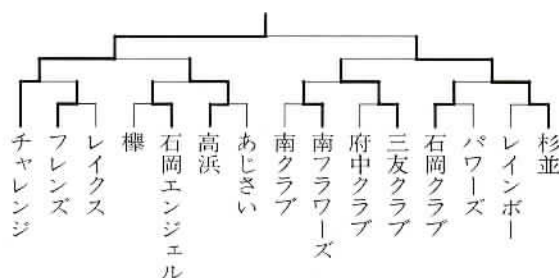 チャレンジ
フレンズ
レイクス
欅
石岡エンジェル
高浜
あじさい
南クラブ
南フラワーズ
府中クラブ
三友クラブ
石岡クラブ
パワーズ
レインボー
杉並